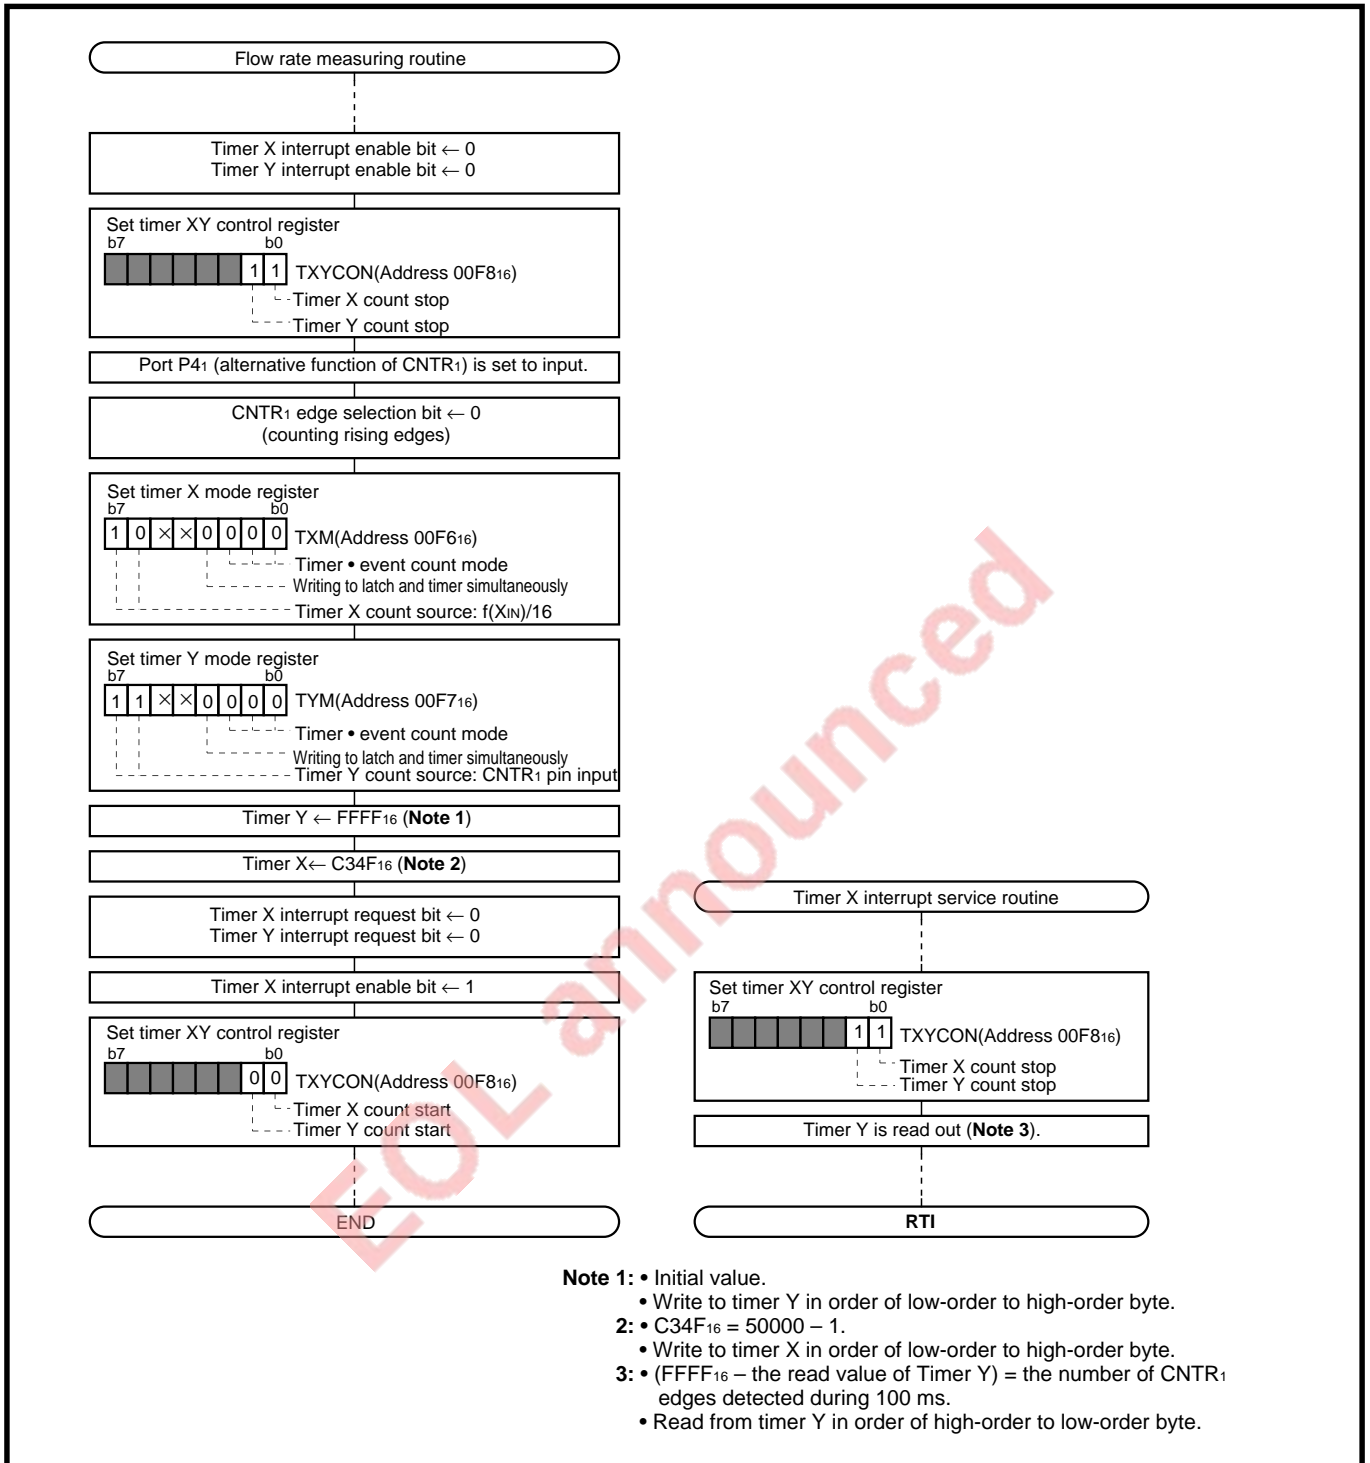 Flow rate measuring routine
Timer X interrupt enable bit ← 0
Timer Y interrupt enable bit ← 0
Set timer XY control register
b7 b0
1 1 TXYCON(Address 00F816)
Timer X count stop
Timer Y count stop
Port P41 (alternative function of CNTR1) is set to input.
CNTR1 edge selection bit ← 0
(counting rising edges)
Set timer X mode register
b7 b0
1 0 × × 0 0 0 0 TXM(Address 00F616)
Timer • event count mode
Writing to latch and timer simultaneously
Timer X count source: f(XIN)/16
Set timer Y mode register
b7 b0
1 1 × × 0 0 0 0 TYM(Address 00F716)
Timer • event count mode
Writing to latch and timer simultaneously
Timer Y count source: CNTR1 pin input
Timer Y ← FFFF16 (Note 1)
Timer X← C34F16 (Note 2)
Timer X interrupt request bit ← 0
Timer Y interrupt request bit ← 0
Timer X interrupt enable bit ← 1
Set timer XY control register
b7 b0
0 0 TXYCON(Address 00F816)
Timer X count start
Timer Y count start
END
Timer X interrupt service routine
Set timer XY control register
b7 b0
1 1 TXYCON(Address 00F816)
Timer X count stop
Timer Y count stop
Timer Y is read out (Note 3).
RTI
Note 1: • Initial value.
• Write to timer Y in order of low-order to high-order byte.
2: • C34F16 = 50000 – 1.
• Write to timer X in order of low-order to high-order byte.
3: • (FFFF16 – the read value of Timer Y) = the number of CNTR1
edges detected during 100 ms.
• Read from timer Y in order of high-order to low-order byte.
EOL announced